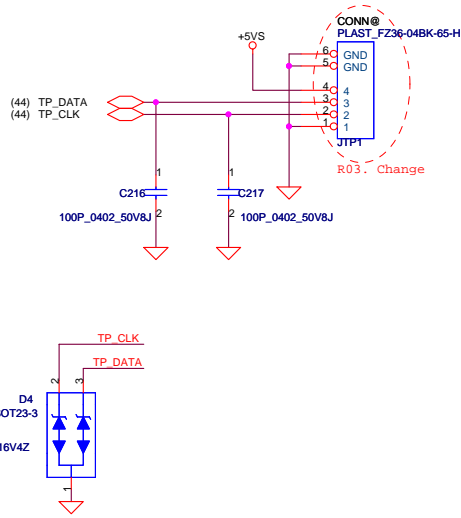 CONN@
PLAST_FZ36-04BK-65-H
+5VS
6 GND
5 GND
4 4
(44) TP_DATA 3 3
(44) TP_CLK 2 2
1 1
JTP1
R03. Change
1 1
C216 C217
2 2
100P_0402_50V8J 100P_0402_50V8J
TP_CLK
TP_DATA
2 3
D4
OT23-3
16V4Z
1